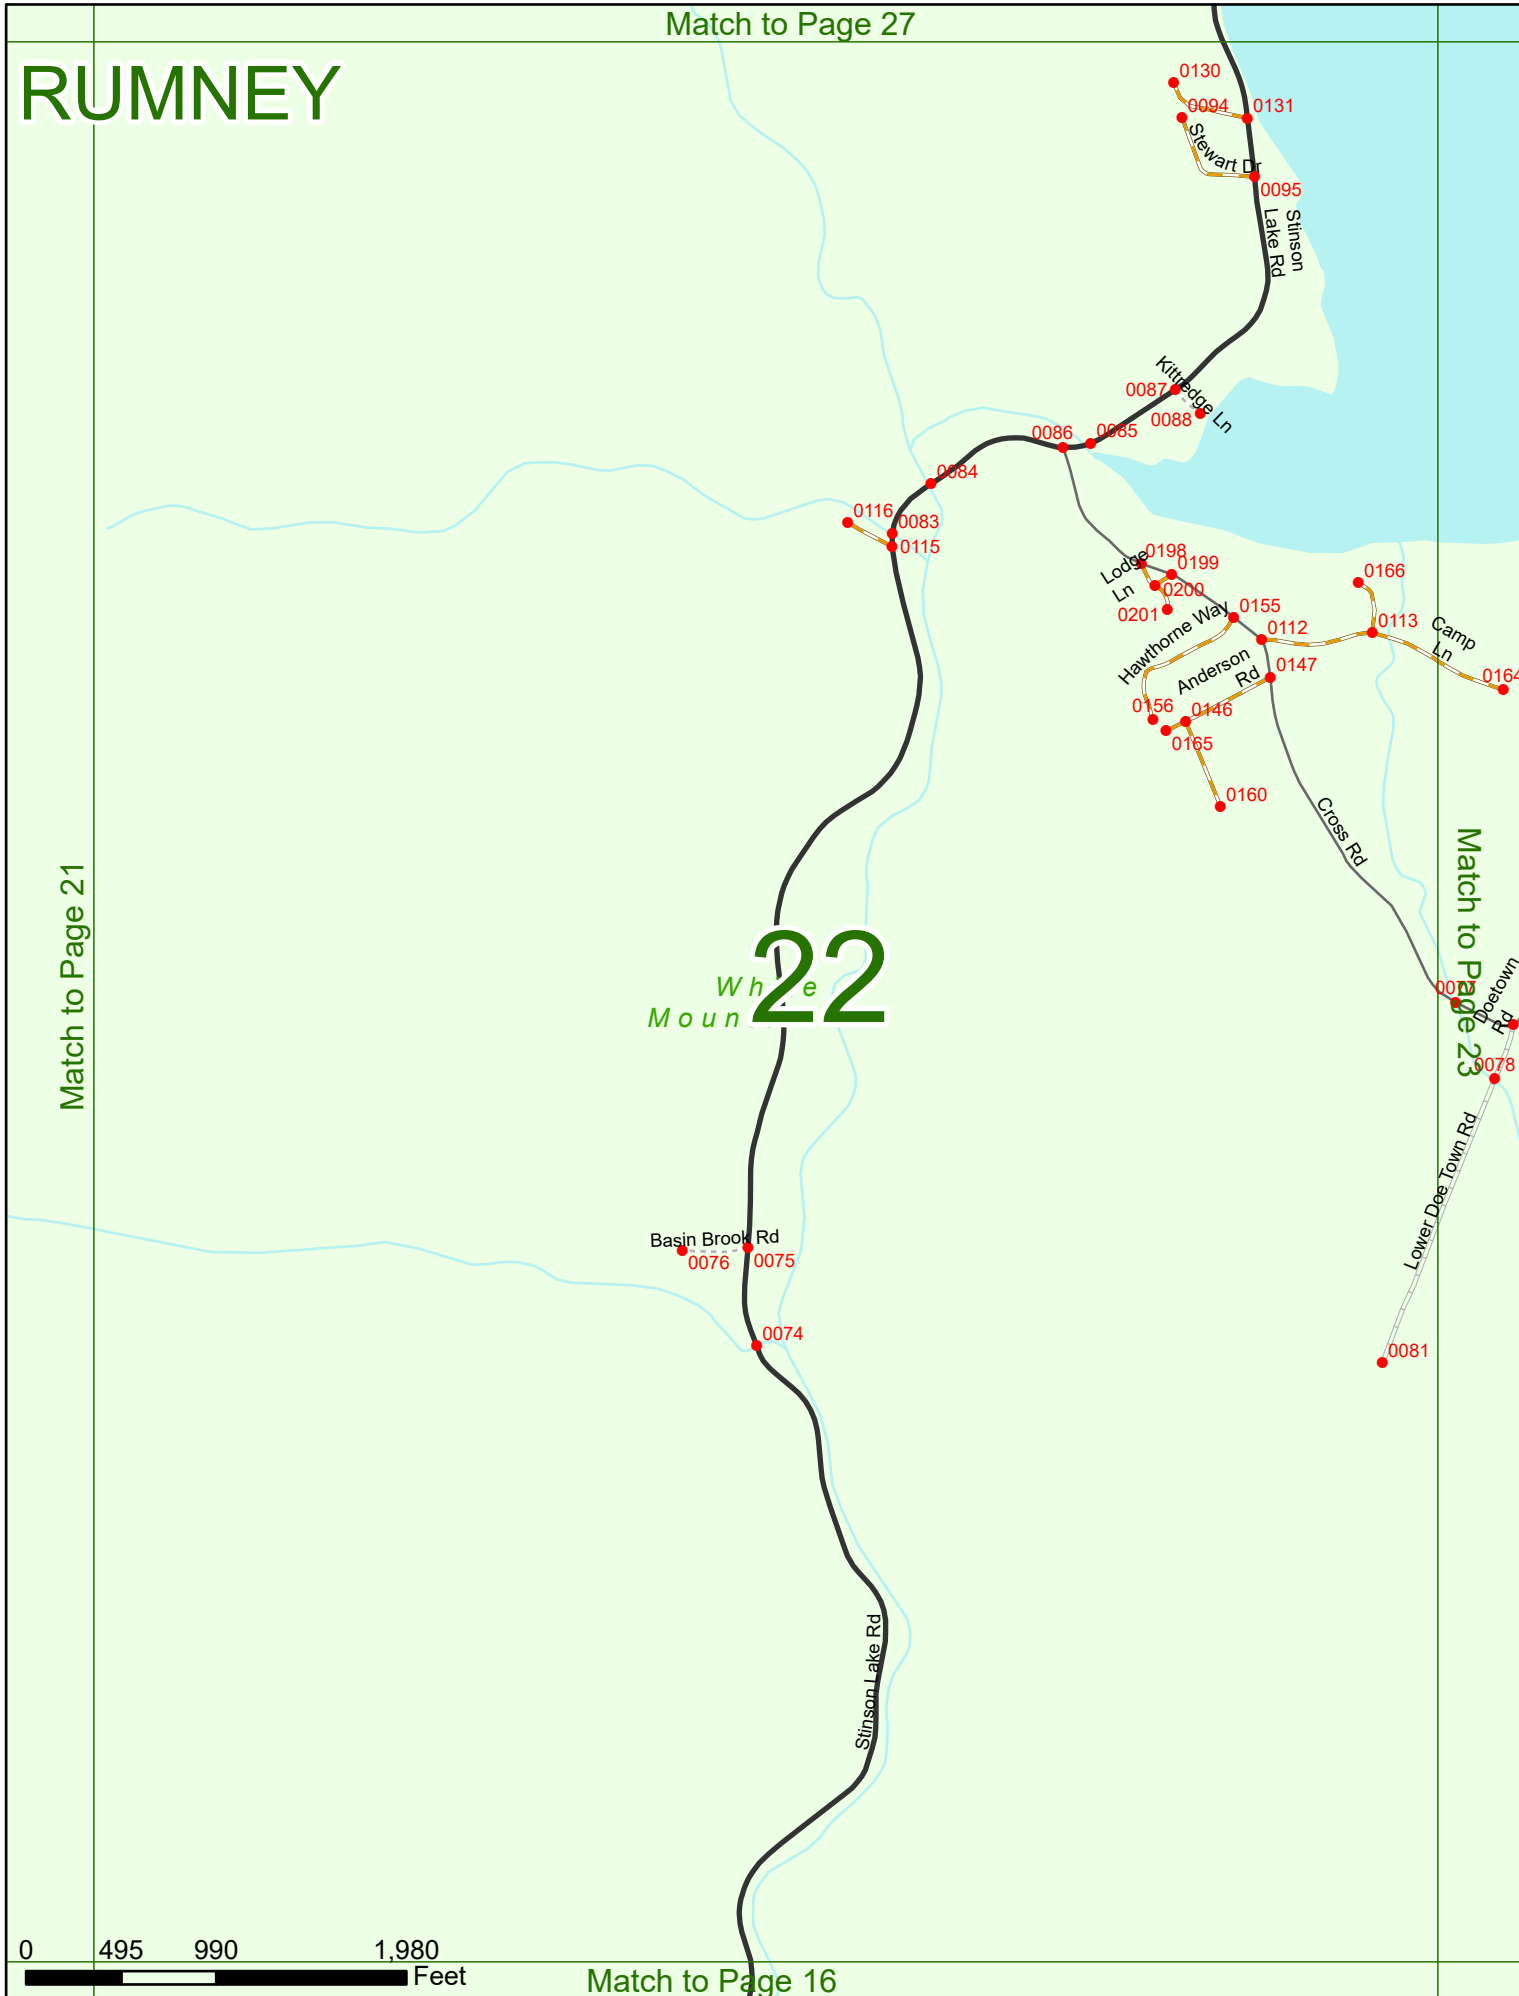 Match to Page 27
RUMNEY
0130
0094
0131
Stewart Dr
0095
Stinson
Lake Rd
Kittredge Ln
0087
0088
0086
0085
0084
0116
0083
0115
0198
Lodge
Ln
0199
0200
0201
0166
0155
Hawthorne Way
0112
0113
Camp
Ln
Anderson
Rd
0147
0164
0156
0146
0165
0160
Cross Rd
Match to Page 21
Match to Page 23
22
Doetown
Rd
0078
Lower Doe Town Rd
Basin Brook Rd
0076
0075
0074
0081
Stinson Lake Rd
0
495
990
1,980
Feet
Match to Page 16